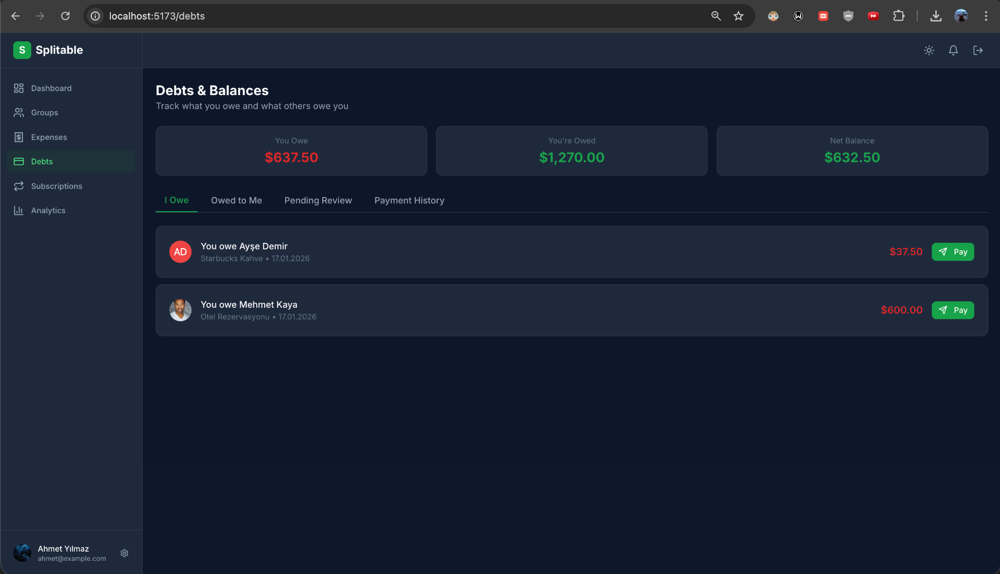 localhost:5173/debts
S Splitable
Dashboard
Groups
Expenses
Debts
Subscriptions
Analytics
Ahmet Yılmaz
ahmet@example.com
Debts & Balances
Track what you owe and what others owe you
You Owe
$637.50
You're Owed
$1,270.00
Net Balance
$632.50
I Owe Owed to Me Pending Review Payment History
AD
You owe Ayşe Demir
Starbucks Kahve • 17.01.2026
$37.50 Pay
You owe Mehmet Kaya
Otel Rezervasyonu • 17.01.2026
$600.00 Pay